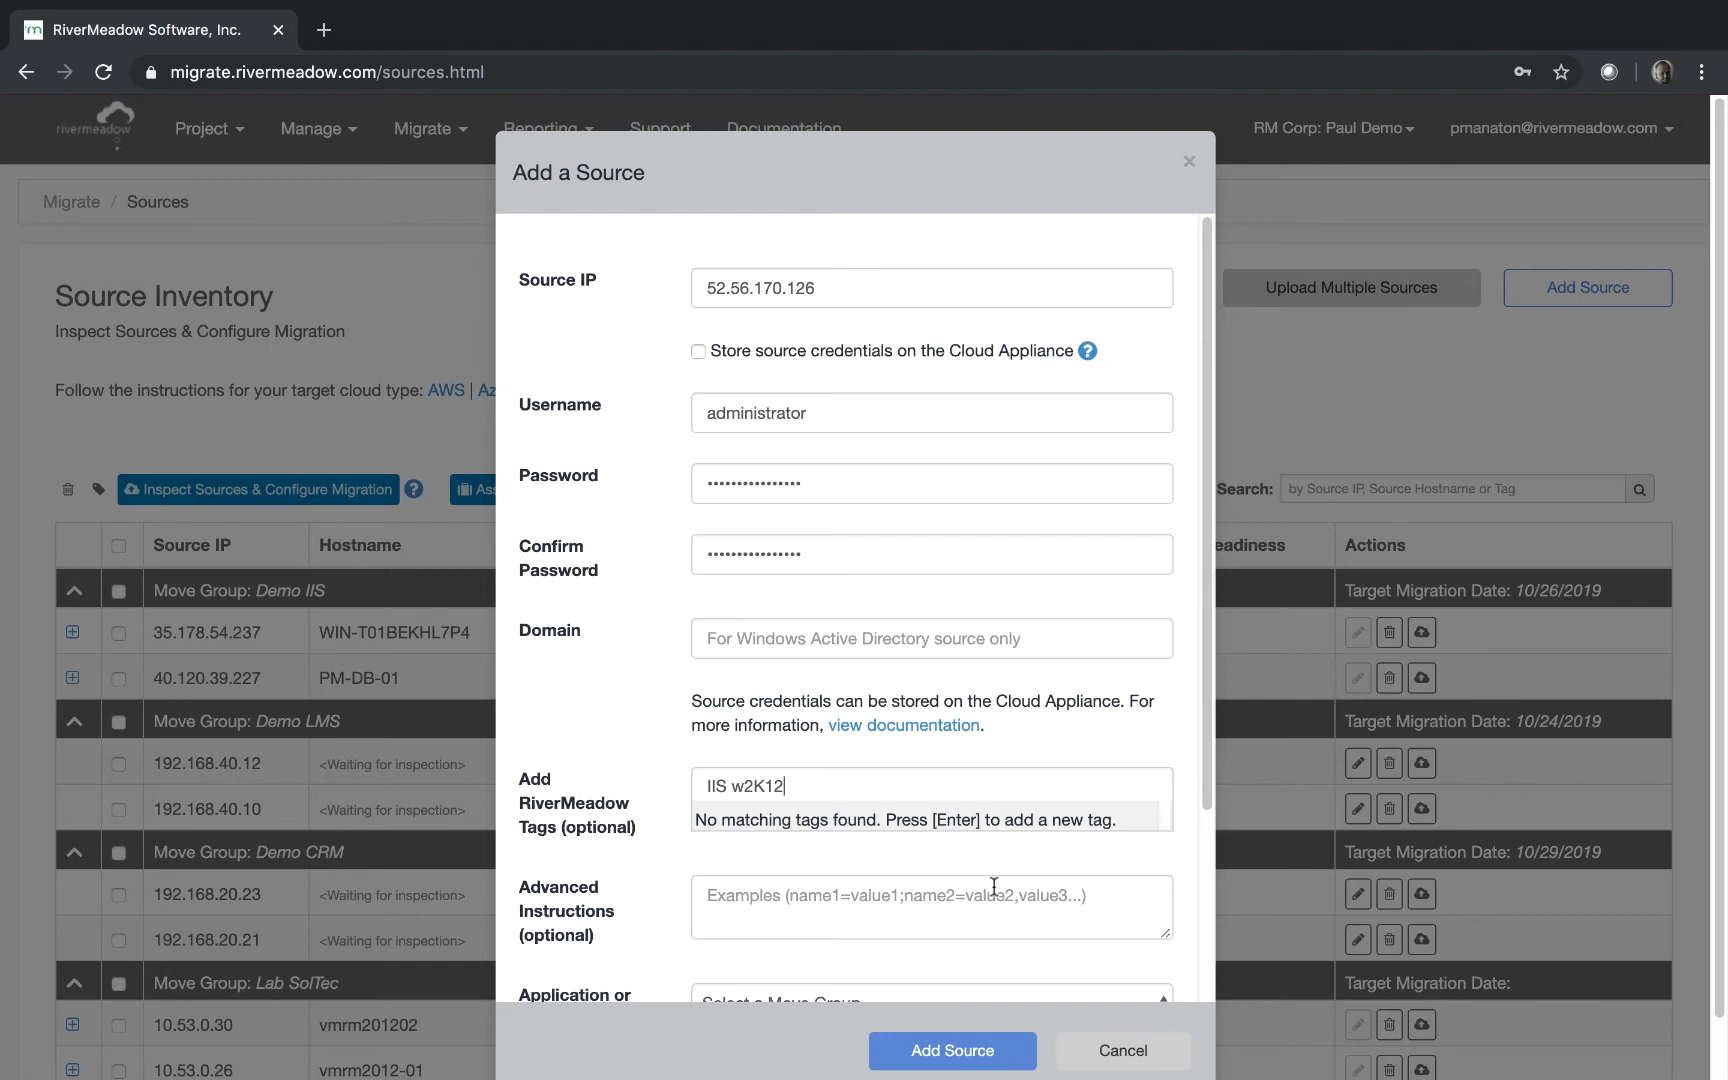 RiverMeadow Software, Inc.
migrate.rivermeadow.com/sources.html
rivermeadow
Project
Manage
Migrate
Reporting
Support
Documentation
RM Corp: Paul Demo
pmanaton@rivermeadow.com
Migrate / Sources
Source Inventory
Inspect Sources & Configure Migration
Follow the instructions for your target cloud type: AWS | Az
Upload Multiple Sources
Add Source
Inspect Sources & Configure Migration
Ass
Search: by Source IP, Source Hostname or Tag
Source IP Hostname eadiness Actions
Move Group: Demo IIS Target Migration Date: 10/26/2019
35.178.54.237 WIN-T01BEKHL7P4
40.120.39.227 PM-DB-01
Move Group: Demo LMS Target Migration Date: 10/24/2019
192.168.40.12 <Waiting for inspection>
192.168.40.10 <Waiting for inspection>
Move Group: Demo CRM Target Migration Date: 10/29/2019
192.168.20.23 <Waiting for inspection>
192.168.20.21 <Waiting for inspection>
Move Group: Lab SolTec Target Migration Date:
10.53.0.30 vmrm201202
10.53.0.26 vmrm2012-01
Add a Source
Source IP
52.56.170.126
Store source credentials on the Cloud Appliance
Username
administrator
Password
••••••••••••••••
Confirm
Password
••••••••••••••••
Domain
For Windows Active Directory source only
Source credentials can be stored on the Cloud Appliance. For
more information, view documentation.
Add
RiverMeadow
Tags (optional)
IIS w2K12
No matching tags found. Press [Enter] to add a new tag.
Advanced
Instructions
(optional)
Examples (name1=value1;name2=value2,value3...)
Application or
Select a Move Group
Add Source
Cancel